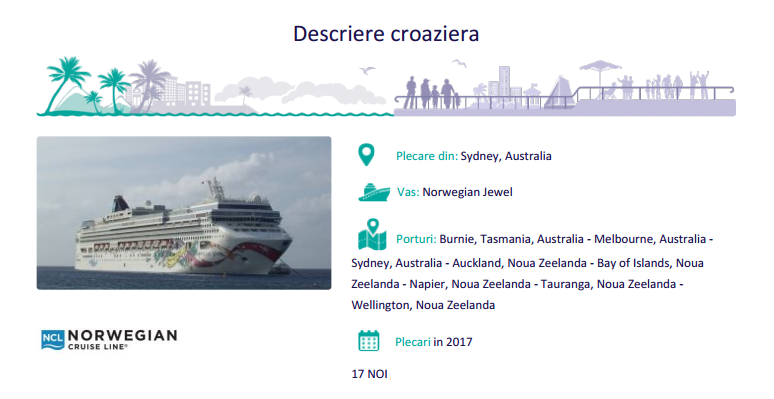 Descriere croaziera
Plecare din: Sydney, Australia
Vas: Norwegian Jewel
Porturi: Burnie, Tasmania, Australia - Melbourne, Australia -
Sydney, Australia - Auckland, Noua Zeelanda - Bay of Islands, Noua
Zeelanda - Napier, Noua Zeelanda - Tauranga, Noua Zeelanda -
Wellington, Noua Zeelanda
NCL NORWEGIAN
CRUISE LINE®
Plecari in 2017
17 NOI